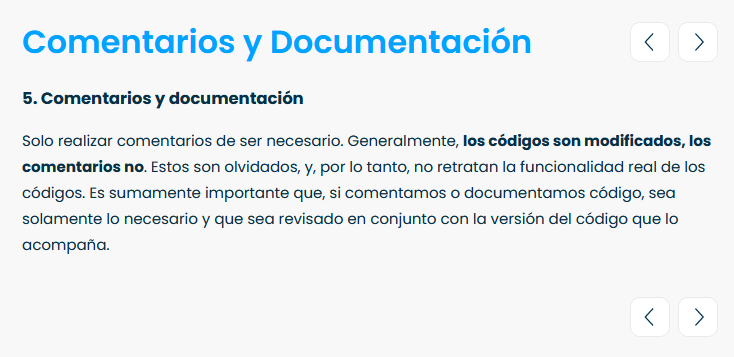 Comentarios y Documentación
5. Comentarios y documentación
Solo realizar comentarios de ser necesario. Generalmente, los códigos son modificados, los
comentarios no. Estos son olvidados, y, por lo tanto, no retratan la funcionalidad real de los
códigos. Es sumamente importante que, si comentamos o documentamos código, sea
solamente lo necesario y que sea revisado en conjunto con la versión del código que lo
acompaña.